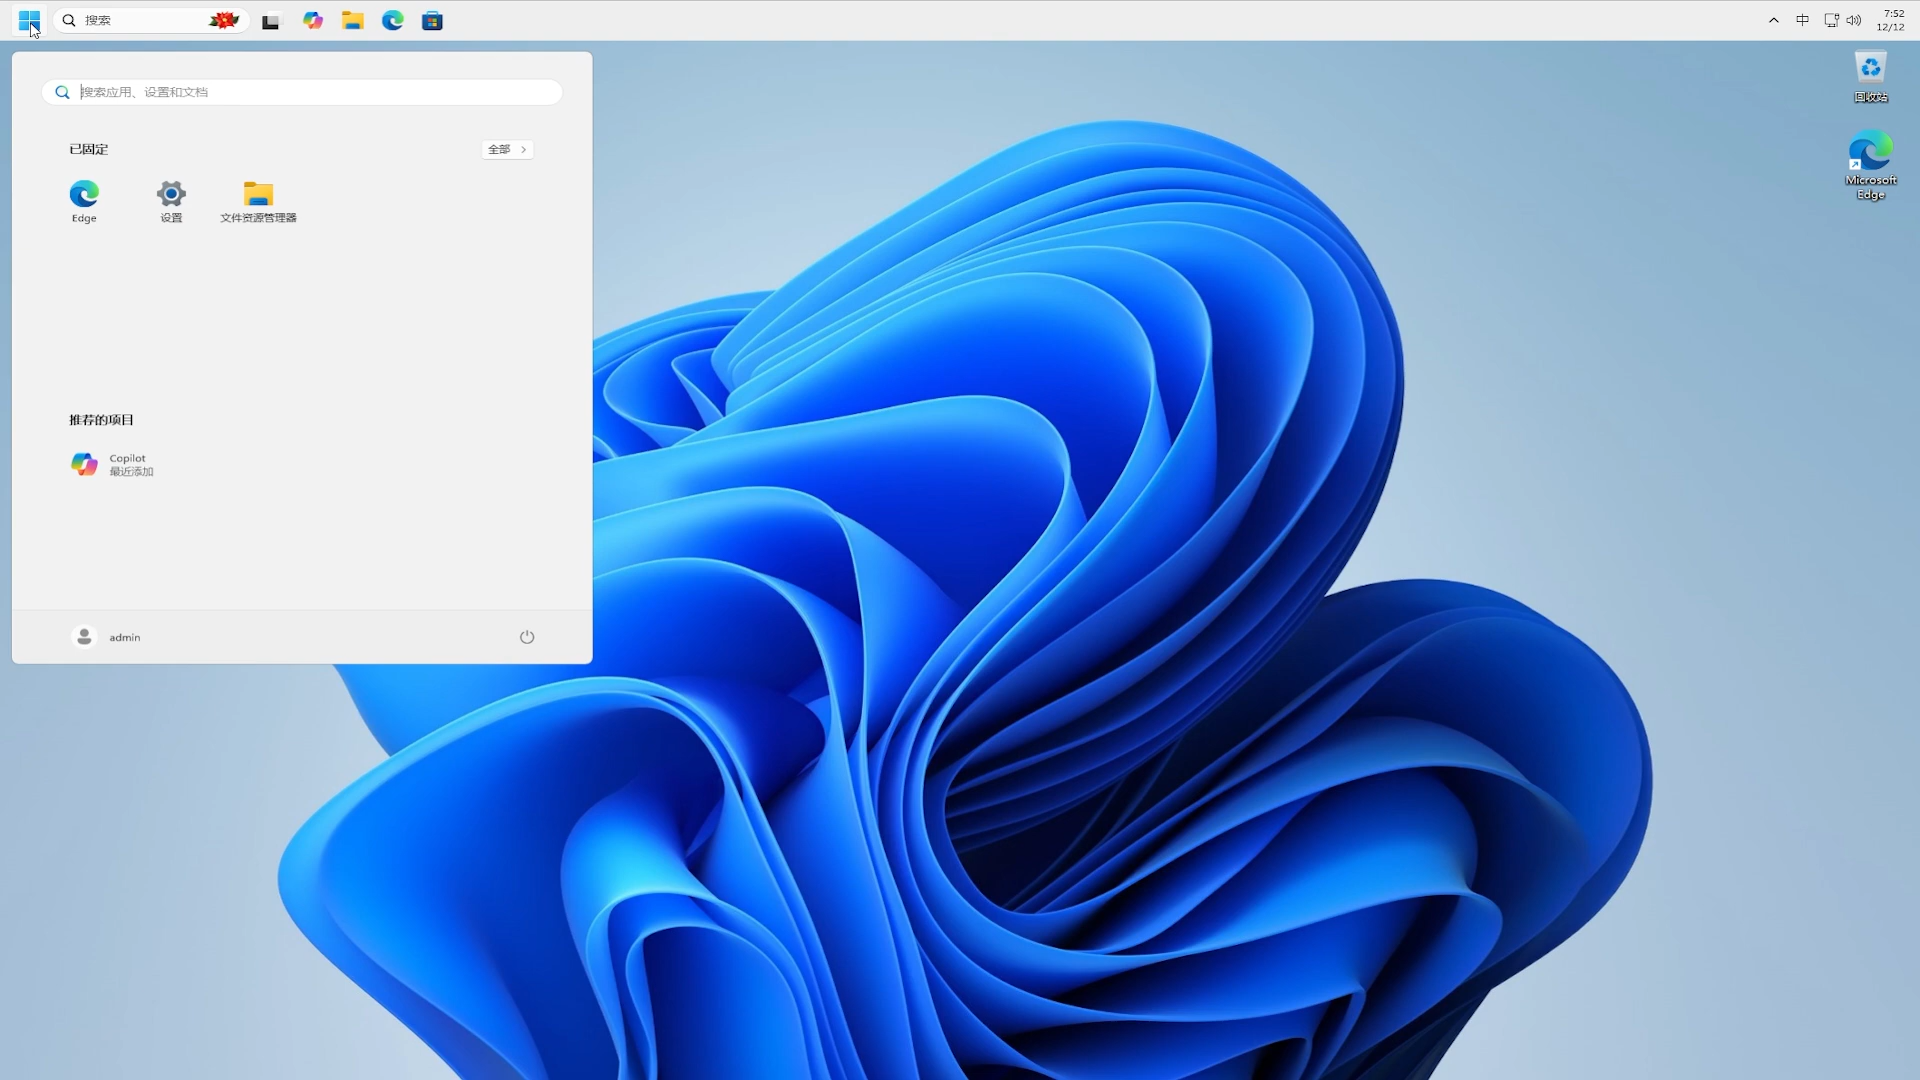 搜索
中
7:52
12/12
搜索应用、设置和文档
已固定
全部
Edge
设置
文件资源管理器
推荐的项目
Copilot
最近添加
admin
回收站
Microsoft
Edge